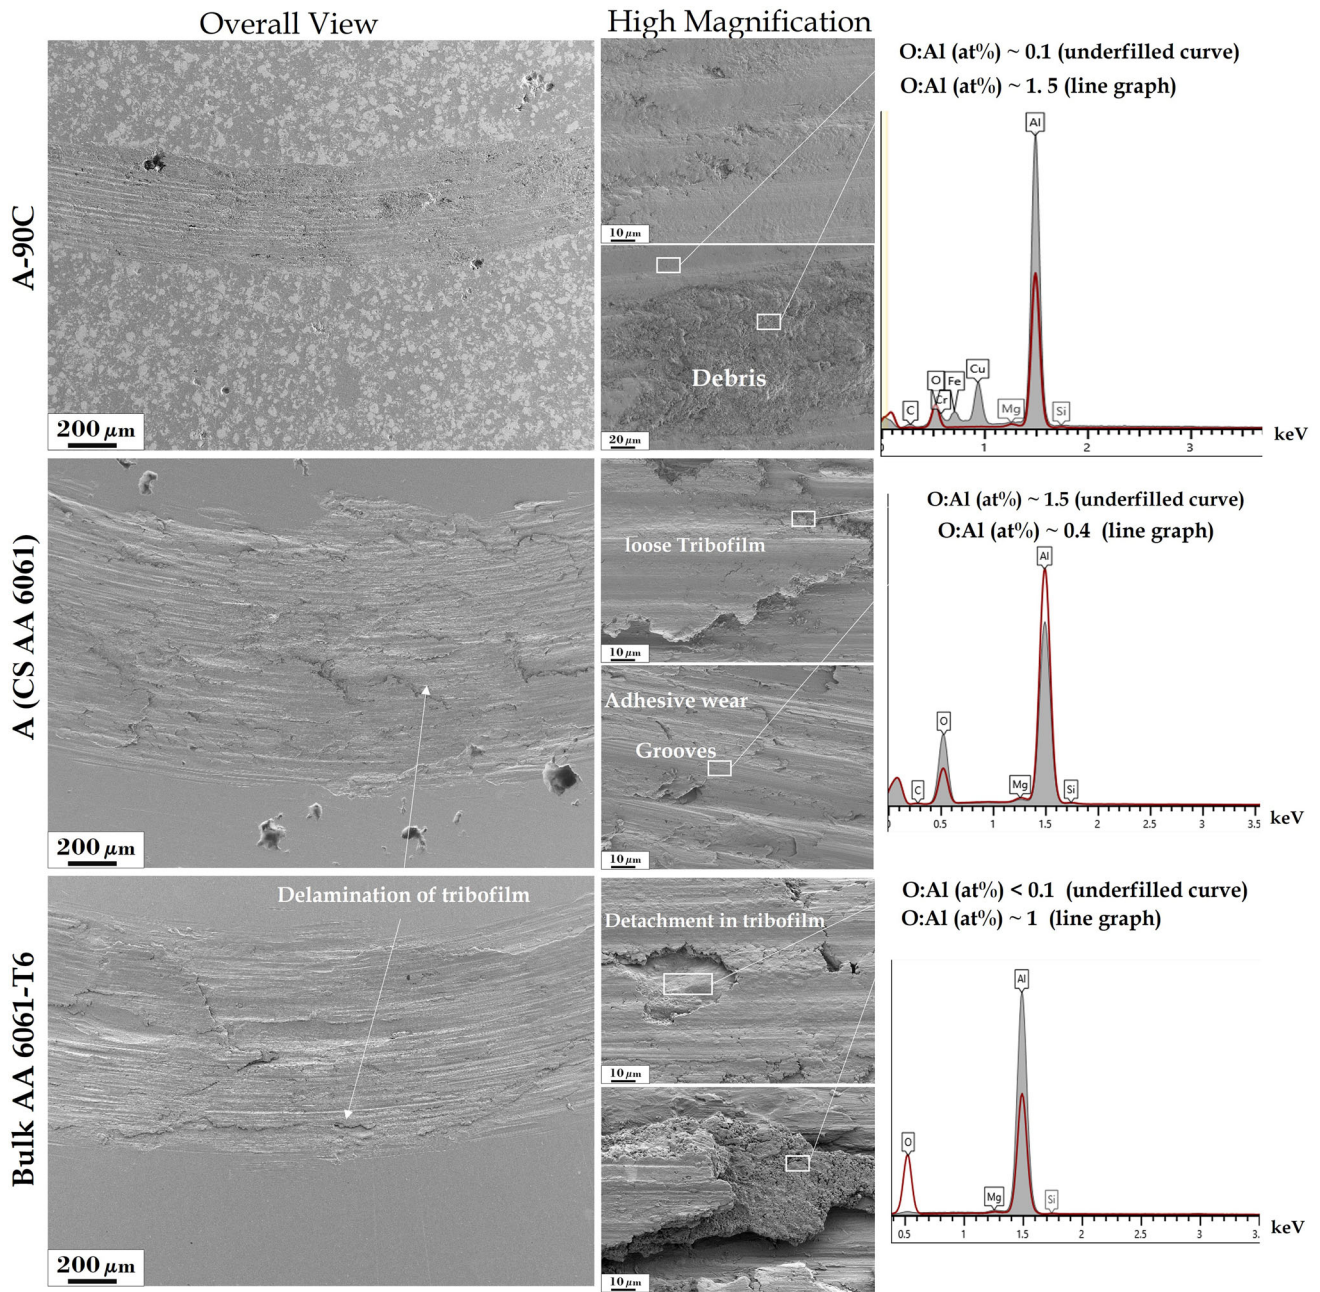 Overall View
High Magnification
A-90C
200 µm
10 µm
Debris
20 µm
O:Al (at%) ~ 0.1 (underfilled curve)
O:Al (at%) ~ 1. 5 (line graph)
Al
O
Fe
Cu
C
Cr
Mg
Si
1
2
3
keV
A (CS AA 6061)
200 µm
loose Tribofilm
10 µm
Adhesive wear
Grooves
10 µm
O:Al (at%) ~ 1.5 (underfilled curve)
O:Al (at%) ~ 0.4 (line graph)
Al
O
C
Mg
Si
0.5 1 1.5 2 2.5 3 3.5
keV
Bulk AA 6061-T6
Delamination of tribofilm
200 µm
Detachment in tribofilm
10 µm
10 µm
O:Al (at%) < 0.1 (underfilled curve)
O:Al (at%) ~ 1 (line graph)
Al
O
Mg
Si
0.5 1 1.5 2 2.5 3 3.5
keV